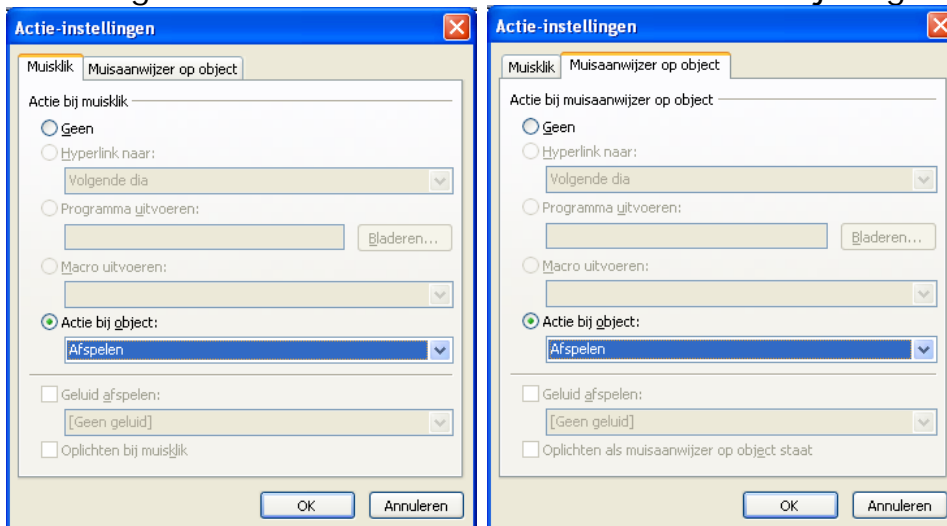 Actie-instellingen
Muisklik Muisaanwijzer op object
Actie bij muisklik
Geen
Hyperlink naar:
Volgende dia
Programma uitvoeren:
Bladeren...
Macro uitvoeren:
Actie bij object:
Afspelen
Geluid afspelen:
[Geen geluid]
Oplichten bij muisklik
OK Annuleren
Actie-instellingen
Muisklik Muisaanwijzer op object
Actie bij muisaanwijzer op object
Geen
Hyperlink naar:
Volgende dia
Programma uitvoeren:
Bladeren...
Macro uitvoeren:
Actie bij object:
Afspelen
Geluid afspelen:
[Geen geluid]
Oplichten als muisaanwijzer op object staat
OK Annuleren